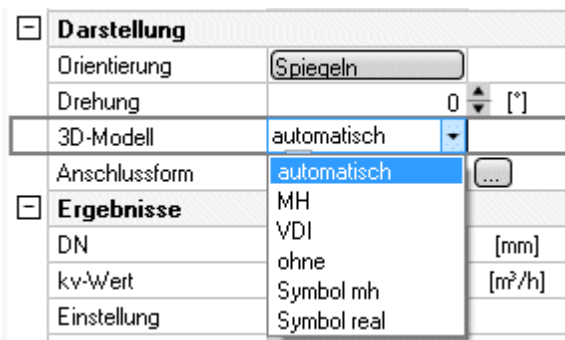 Darstellung
Orientierung Spiegeln
Drehung 0 [°]
3D-Modell automatisch
Anschlussform automatisch ...
Ergebnisse MH
DN VDI [mm]
kv-Wert ohne [m³/h]
Symbol mh
Einstellung Symbol real